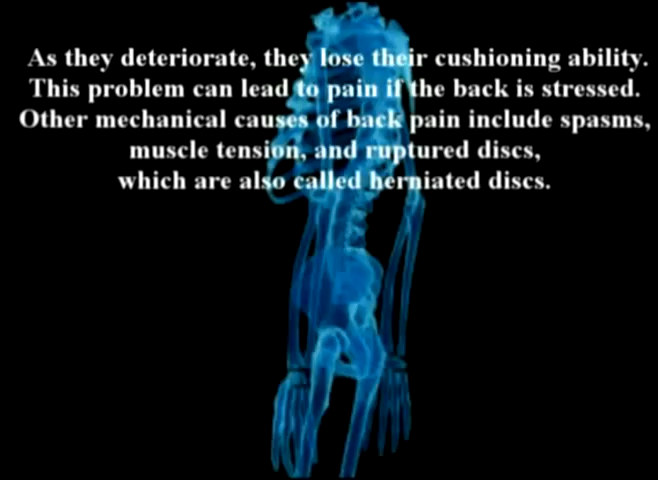 As they deteriorate, they lose their cushioning ability.
This problem can lead to pain if the back is stressed.
Other mechanical causes of back pain include spasms,
muscle tension, and ruptured discs,
which are also called herniated discs.